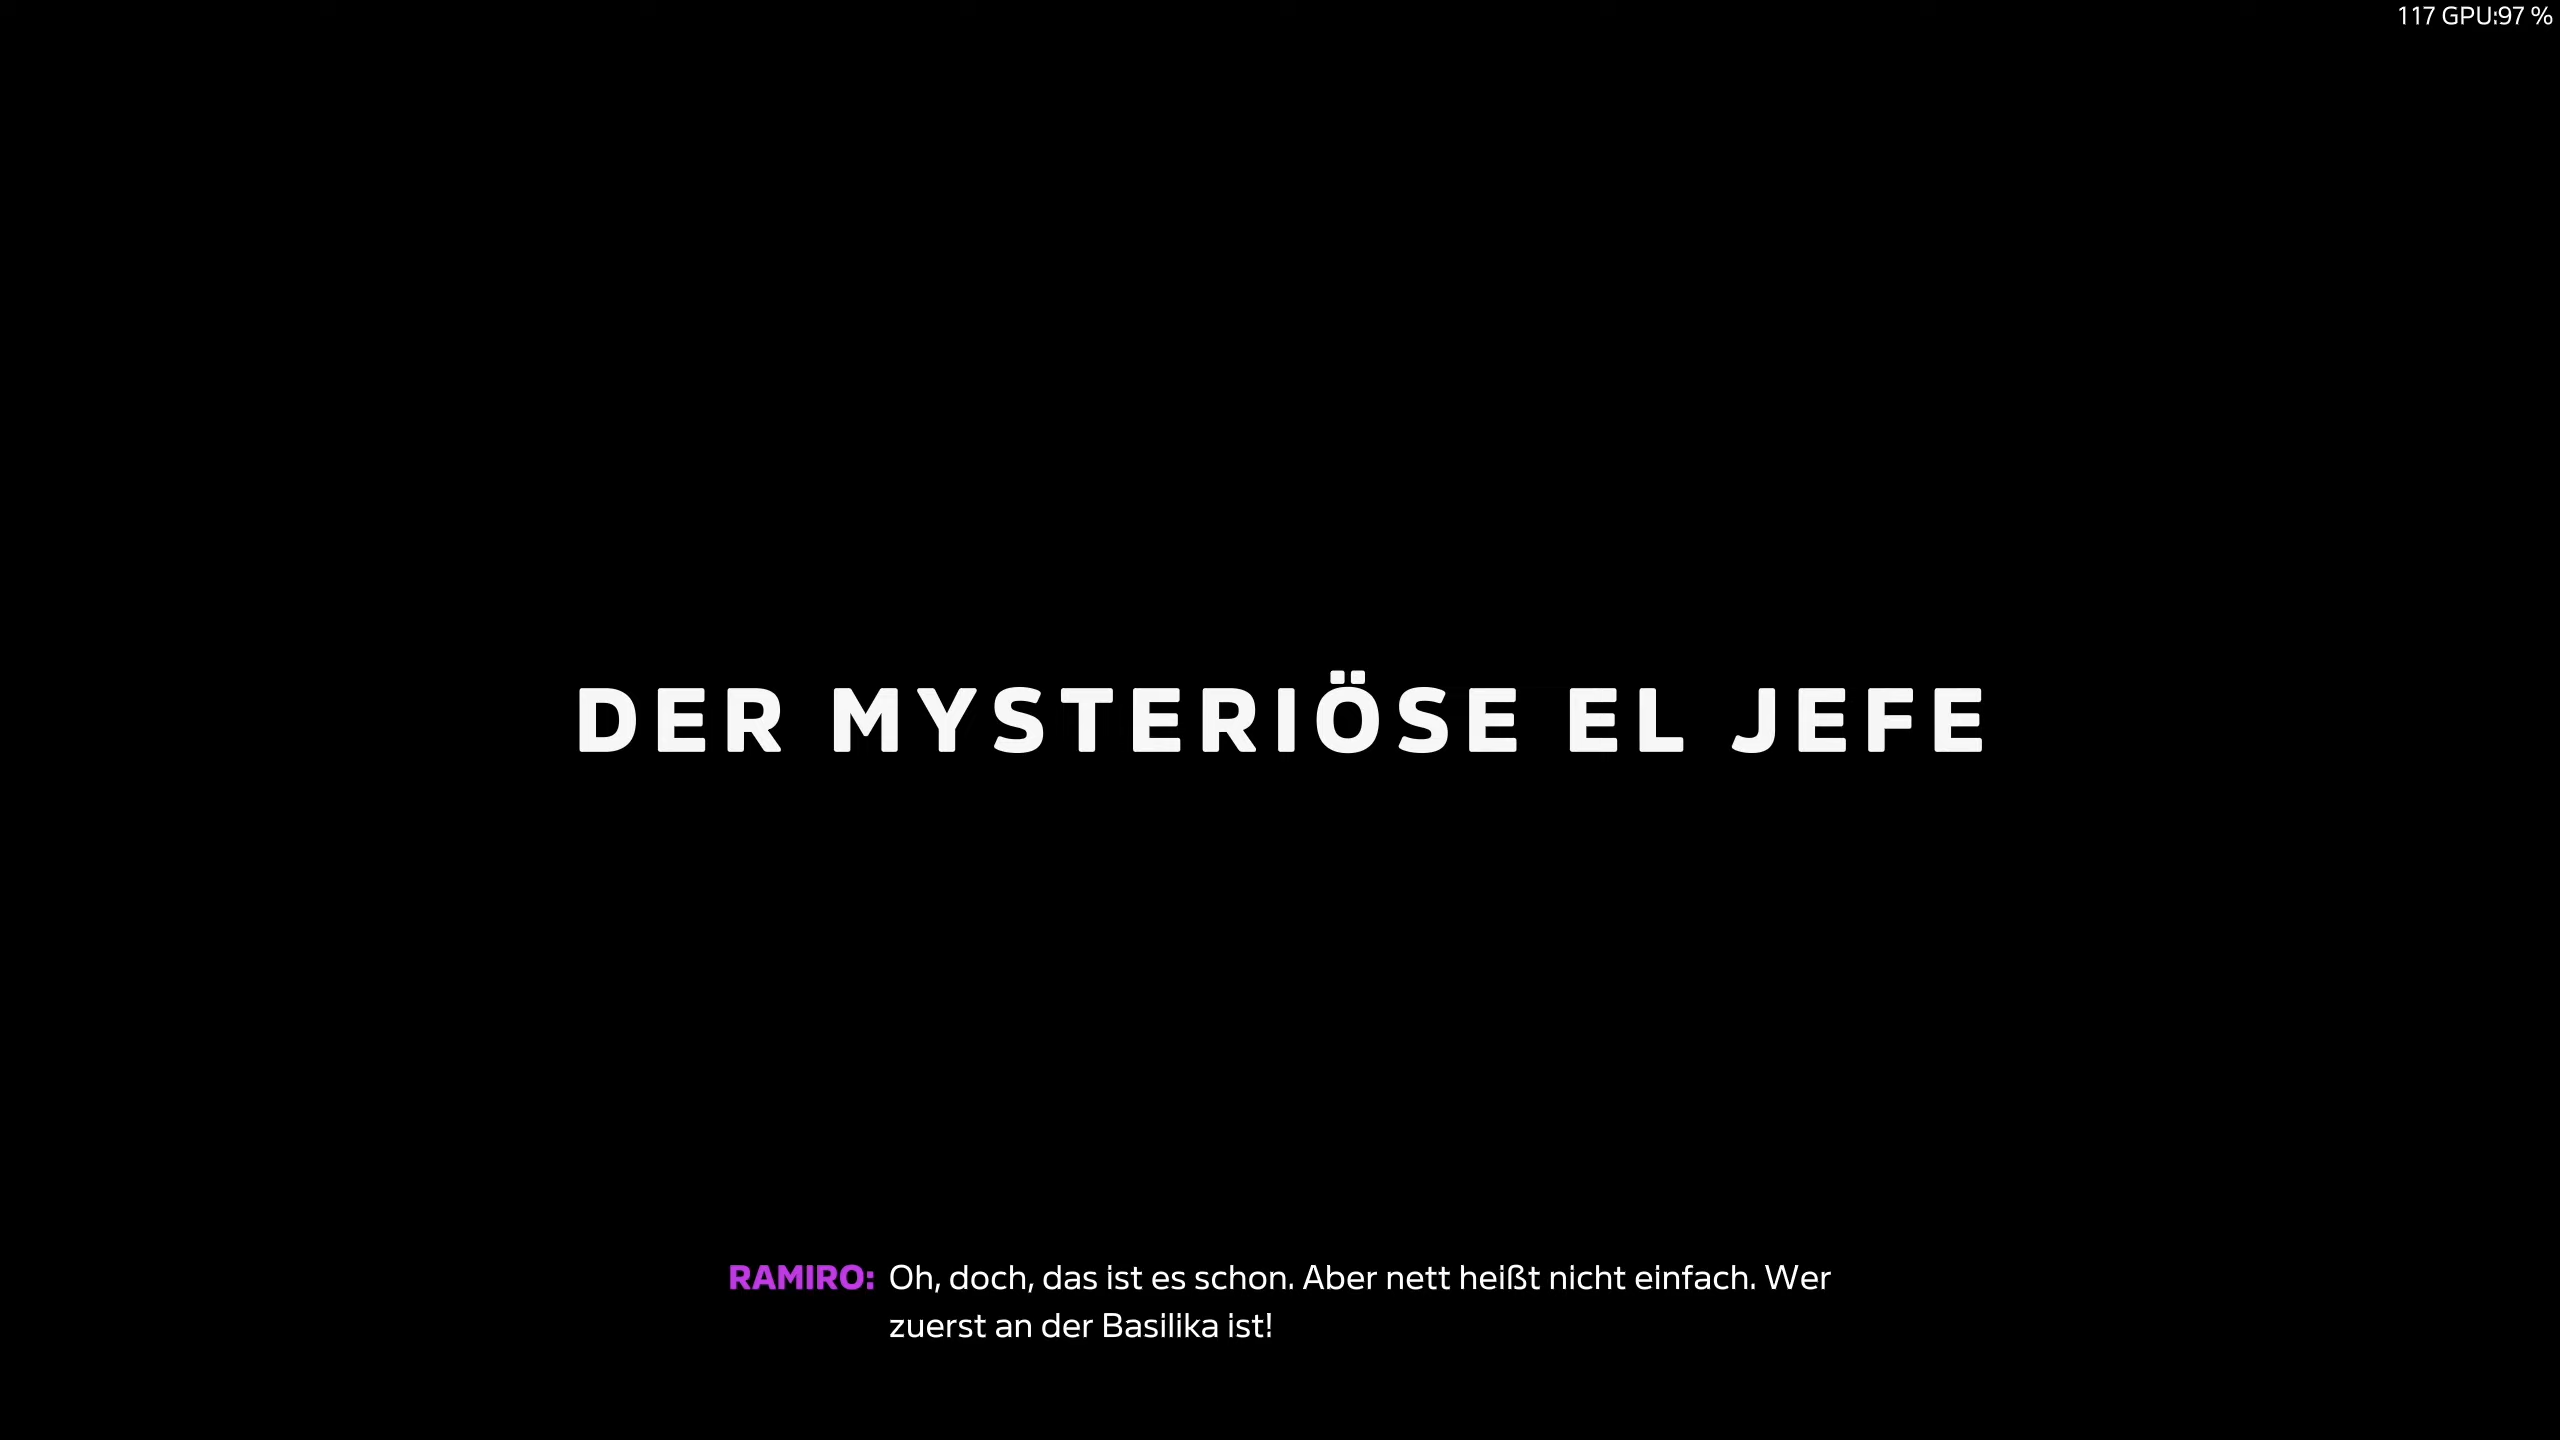 117 GPU:97 %
DER MYSTERIÖSE EL JEFE
RAMIRO: Oh, doch, das ist es schon. Aber nett heißt nicht einfach. Wer
zuerst an der Basilika ist!